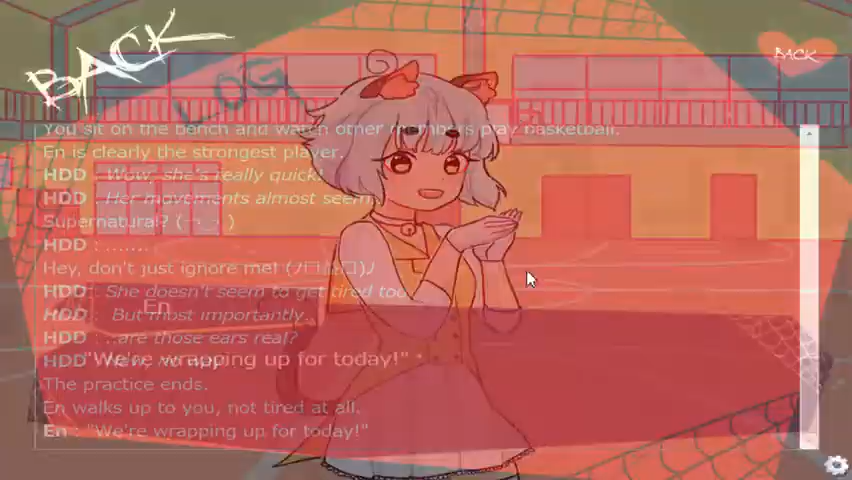 BACK
LOG
BACK
You sit on the bench and watch other members play basketball.
En is clearly the strongest player.
HDD : Wow, she's really quick!
HDD : Her movements almost seem..
Supernatural?
HDD : .......
Hey, don't just ignore me!
HDD : She doesn't seem to get tired too.
HDD : But most importantly..
En
HDD : ..are those ears real?
HDD
"We're wrapping up for today!"
The practice ends.
En walks up to you, not tired at all.
En : "We're wrapping up for today!"